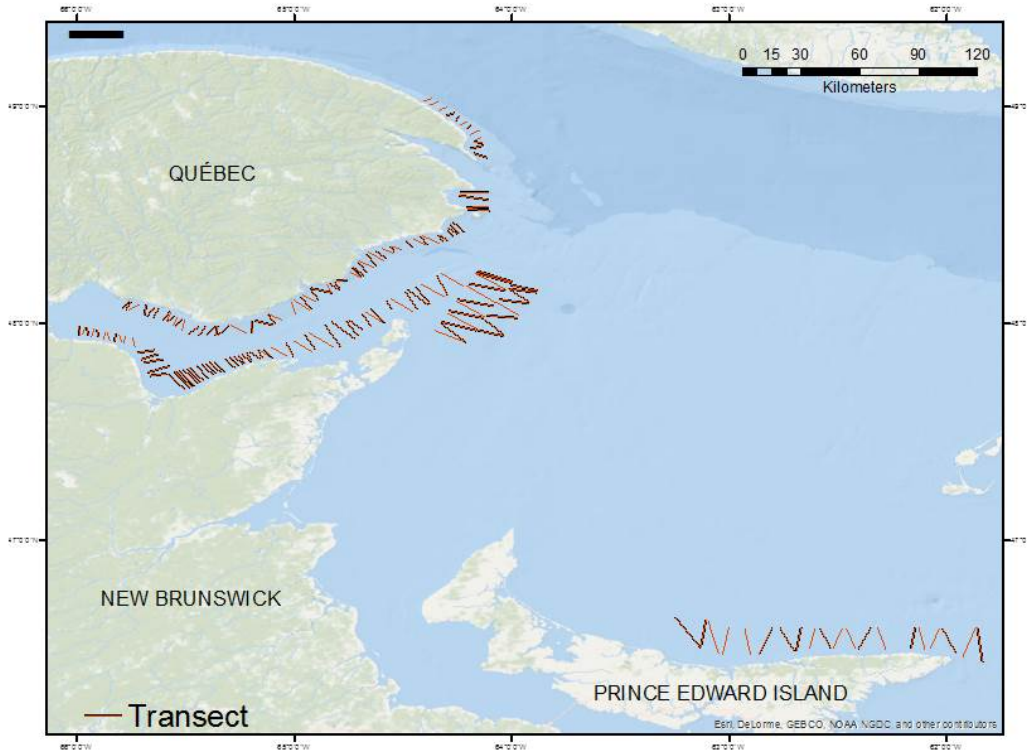 0 15 30 60 90 120
Kilometers
QUÉBEC
NEW BRUNSWICK
PRINCE EDWARD ISLAND
Transect
Esri, DeLorme, GEBCO, NOAA NGDC, and other contributors